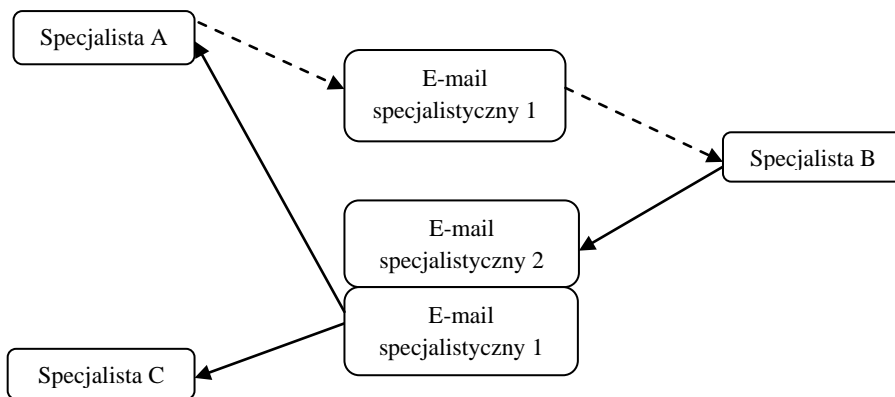 Specjalista A
E-mail
specjalistyczny 1
Specjalista B
E-mail
specjalistyczny 2
E-mail
specjalistyczny 1
Specjalista C